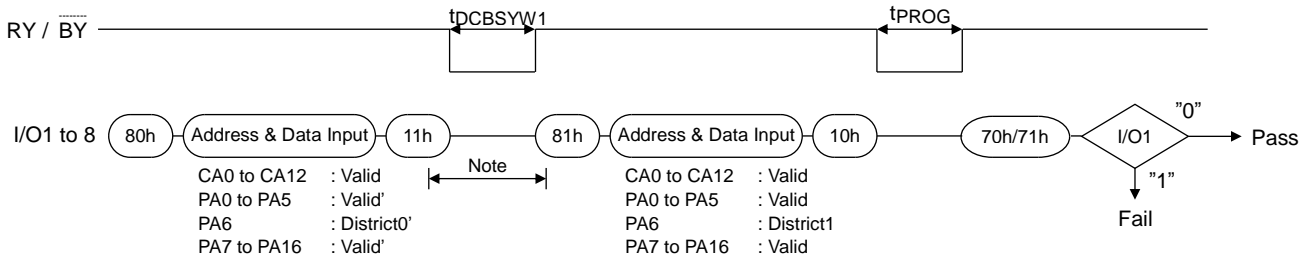 tDCBSYW1
tPROG
RY / BY
I/O1 to 8
80h
Address & Data Input
11h
81h
Address & Data Input
10h
70h/71h
I/O1
"0"
Pass
Note
"1"
Fail
CA0 to CA12 : Valid
PA0 to PA5 : Valid'
PA6 : District0'
PA7 to PA16 : Valid'
CA0 to CA12 : Valid
PA0 to PA5 : Valid
PA6 : District1
PA7 to PA16 : Valid